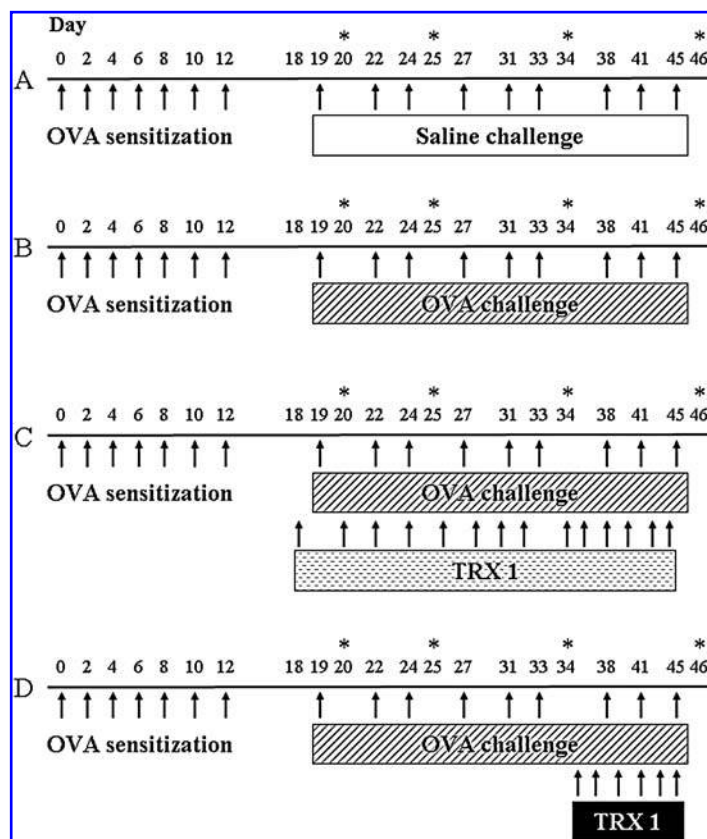 Day
* * * *
0 2 4 6 8 10 12 18 19 20 22 24 25 27 31 33 34 38 41 45 46
A
OVA sensitization Saline challenge
* * * *
0 2 4 6 8 10 12 18 19 20 22 24 25 27 31 33 34 38 41 45 46
B
OVA sensitization OVA challenge
* * * *
0 2 4 6 8 10 12 18 19 20 22 24 25 27 31 33 34 38 41 45 46
C
OVA sensitization OVA challenge
TRX 1
* * * *
0 2 4 6 8 10 12 18 19 20 22 24 25 27 31 33 34 38 41 45 46
D
OVA sensitization OVA challenge
TRX 1